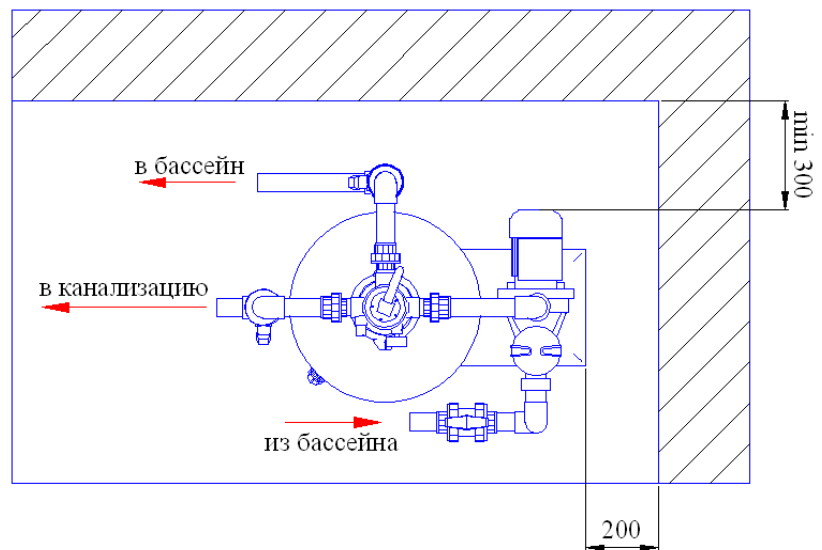 в бассейн
min 300
в канализацию
из бассейна
200